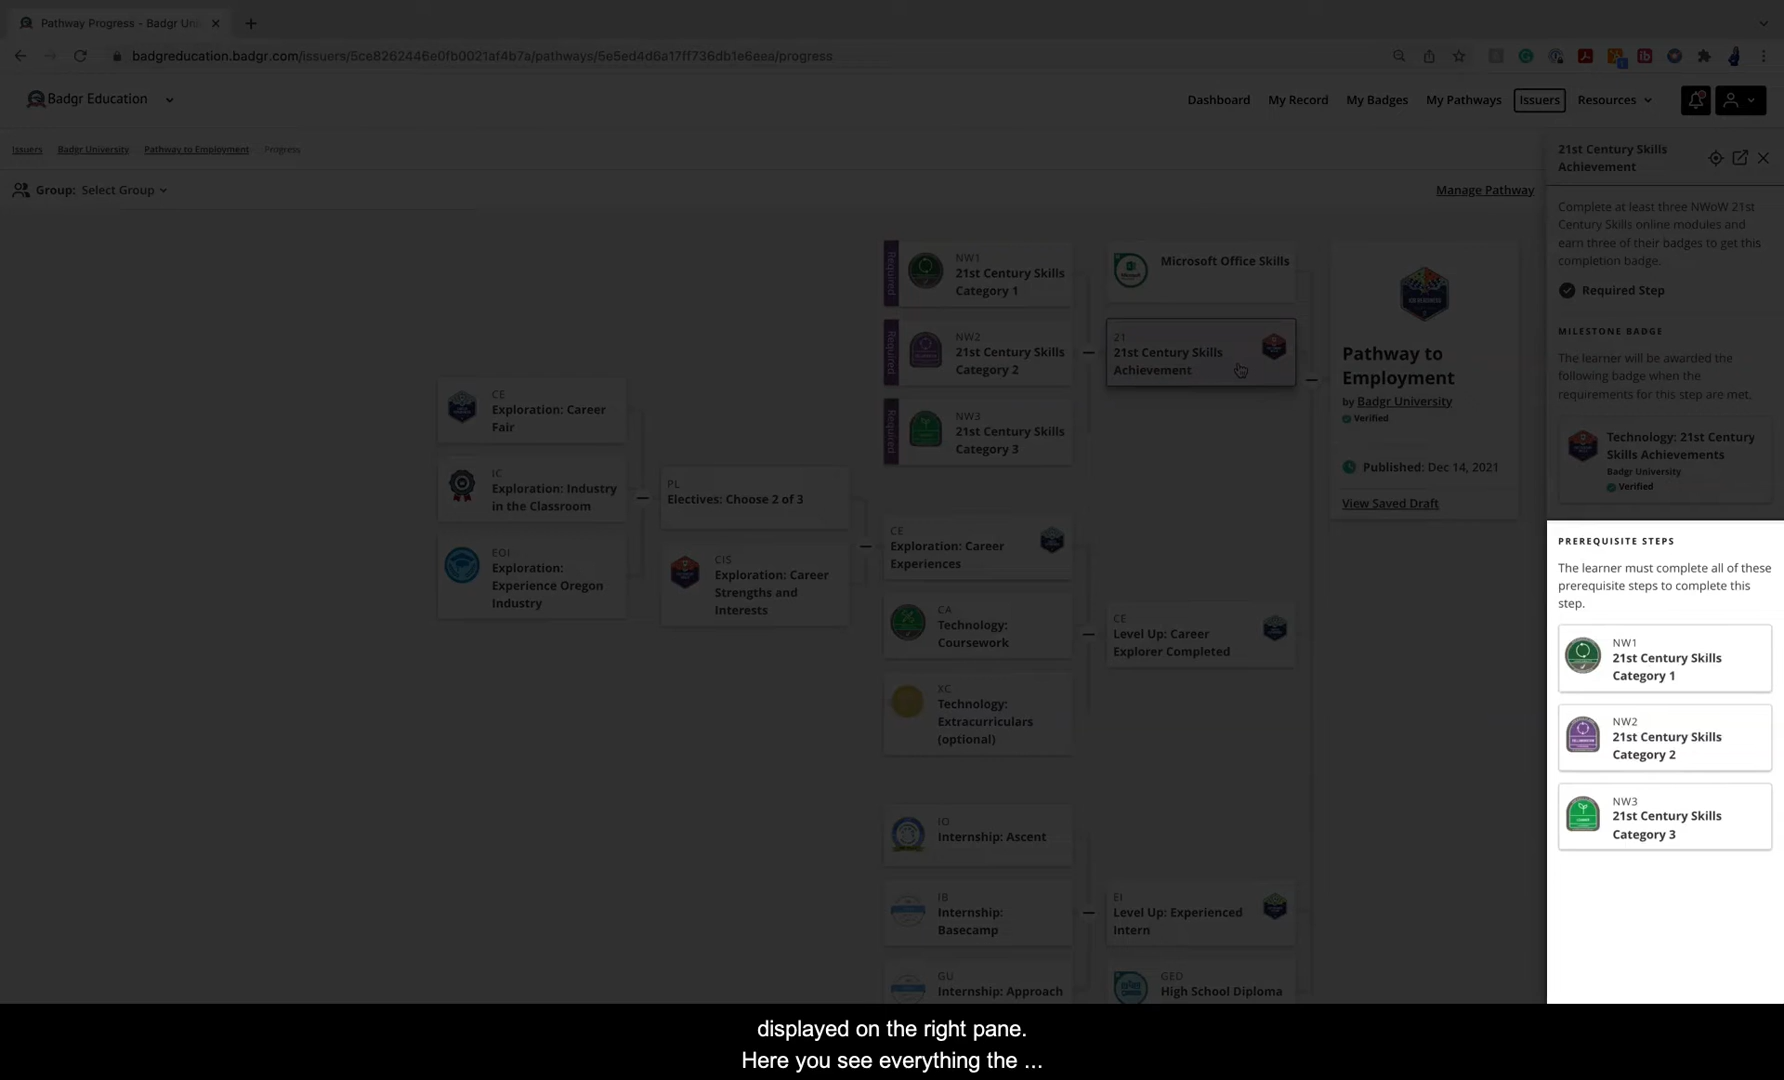 Pathway Progress - Badgr Uni
badgreducation.badgr.com/issuers/5ce8262446e0fb0021af4b7a/pathways/5e5ed4d6a17ff736db1e6eea/progress
Badgr Education
Dashboard My Record My Badges My Pathways Issuers Resources
Issuers Badgr University Pathway to Employment Progress
Group: Select Group
Manage Pathway
CE
Exploration: Career
Fair
IC
Exploration: Industry
in the Classroom
EOI
Exploration:
Experience Oregon
Industry
PL
Electives: Choose 2 of 3
CIS
Exploration: Career
Strengths and
Interests
Required
NW1
21st Century Skills
Category 1
Required
NW2
21st Century Skills
Category 2
Required
NW3
21st Century Skills
Category 3
CE
Exploration: Career
Experiences
CA
Technology:
Coursework
XC
Technology:
Extracurriculars
(optional)
IO
Internship: Ascent
IB
Internship:
Basecamp
GU
Internship: Approach
Microsoft Office Skills
21
21st Century Skills
Achievement
CE
Level Up: Career
Explorer Completed
EI
Level Up: Experienced
Intern
GED
High School Diploma
Pathway to
Employment
by Badgr University
Verified
Published: Dec 14, 2021
View Saved Draft
21st Century Skills
Achievement
Complete at least three NWoW 21st
Century Skills online modules and
earn three of their badges to get this
completion badge.
Required Step
MILESTONE BADGE
The learner will be awarded the
following badge when the
requirements for this step are met.
Technology: 21st Century
Skills Achievements
Badgr University
Verified
PREREQUISITE STEPS
The learner must complete all of these
prerequisite steps to complete this
step.
NW1
21st Century Skills
Category 1
NW2
21st Century Skills
Category 2
NW3
21st Century Skills
Category 3
displayed on the right pane.
Here you see everything the ...